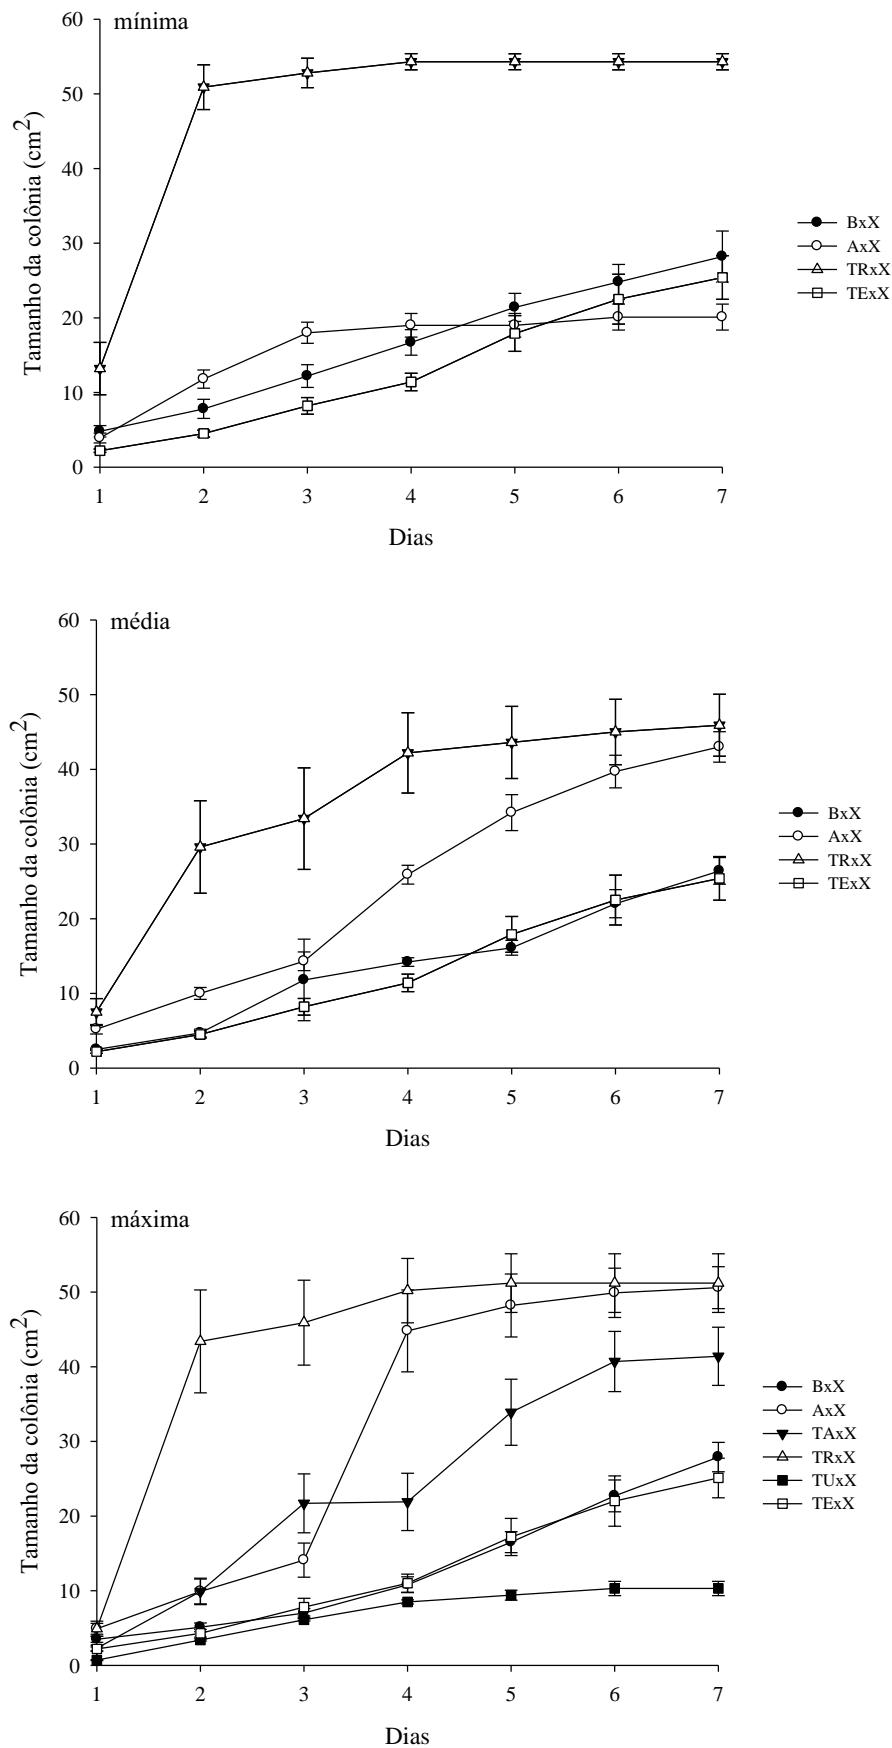 mínima
Tamanho da colônia (cm2)
60
50
40
30
20
10
0
1 2 3 4 5 6 7
Dias
BxX
AxX
TRxX
TExX
média
Tamanho da colônia (cm2)
60
50
40
30
20
10
0
1 2 3 4 5 6 7
Dias
BxX
AxX
TRxX
TExX
máxima
Tamanho da colônia (cm2)
60
50
40
30
20
10
0
1 2 3 4 5 6 7
Dias
BxX
AxX
TAxX
TRxX
TUxX
TExX